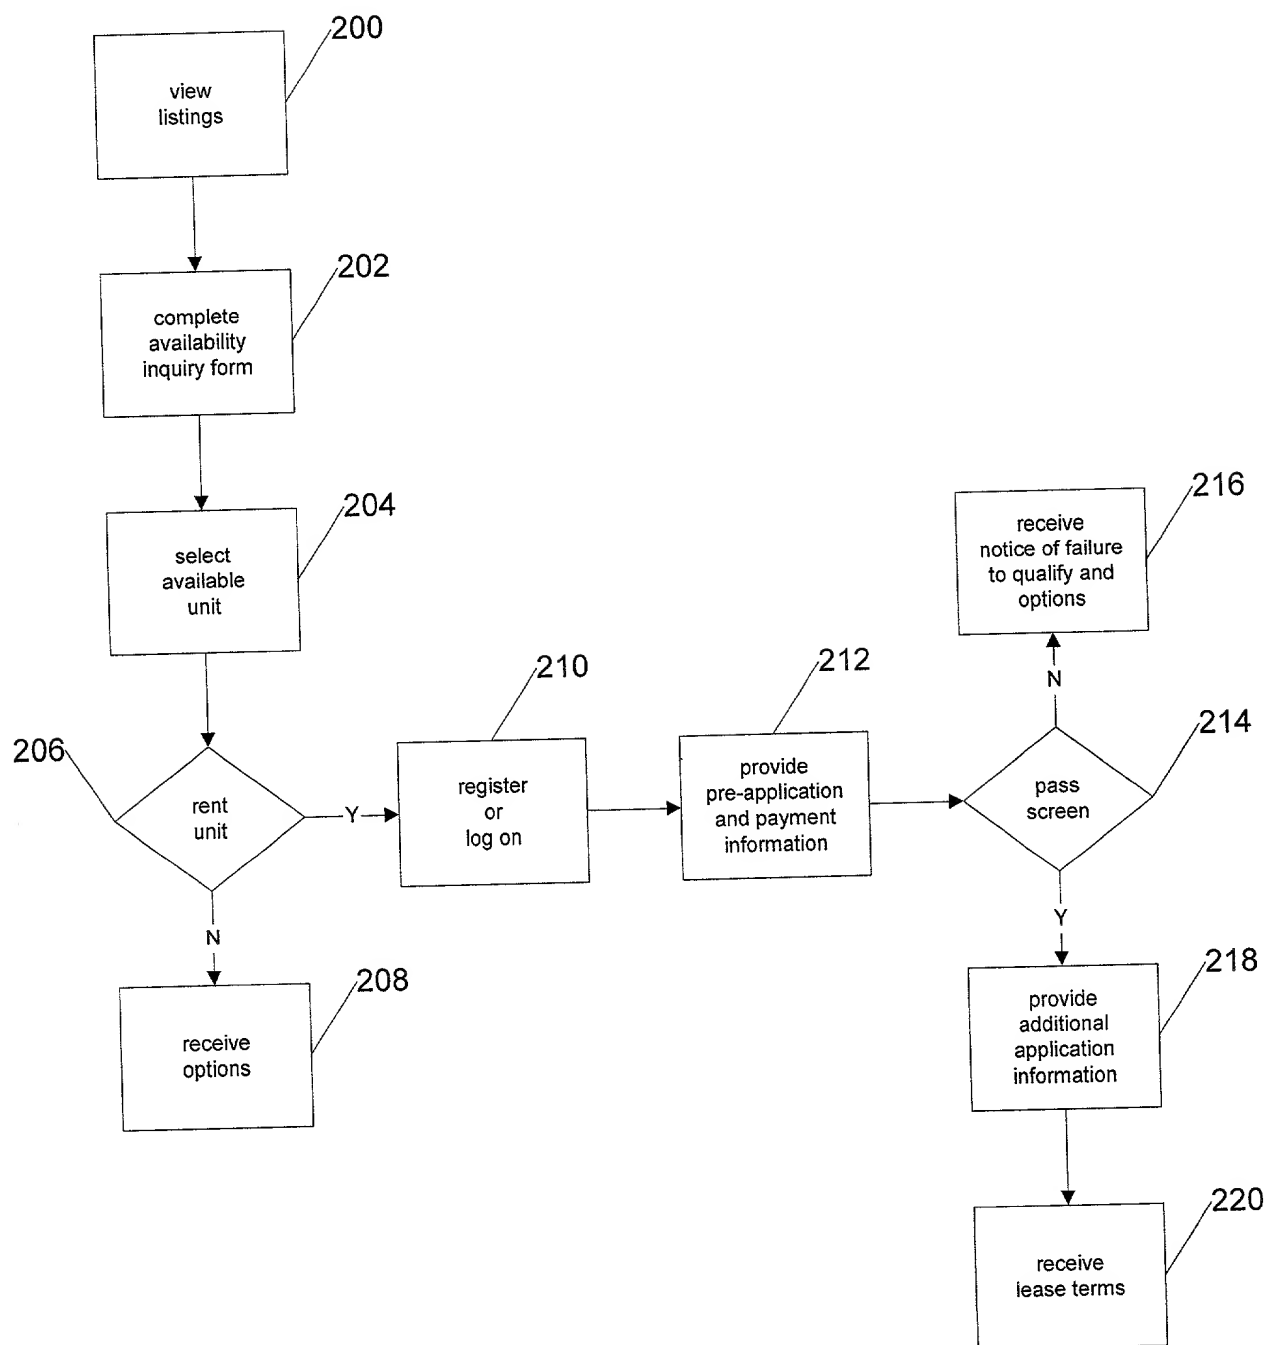 200
view
listings
202
complete
availability
inquiry form
204
select
available
unit
206
rent
unit
Y
N
208
receive
options
210
register
or
log on
212
provide
pre-application
and payment
information
214
pass
screen
N
216
receive
notice of failure
to qualify and
options
Y
218
provide
additional
application
information
220
receive
lease terms